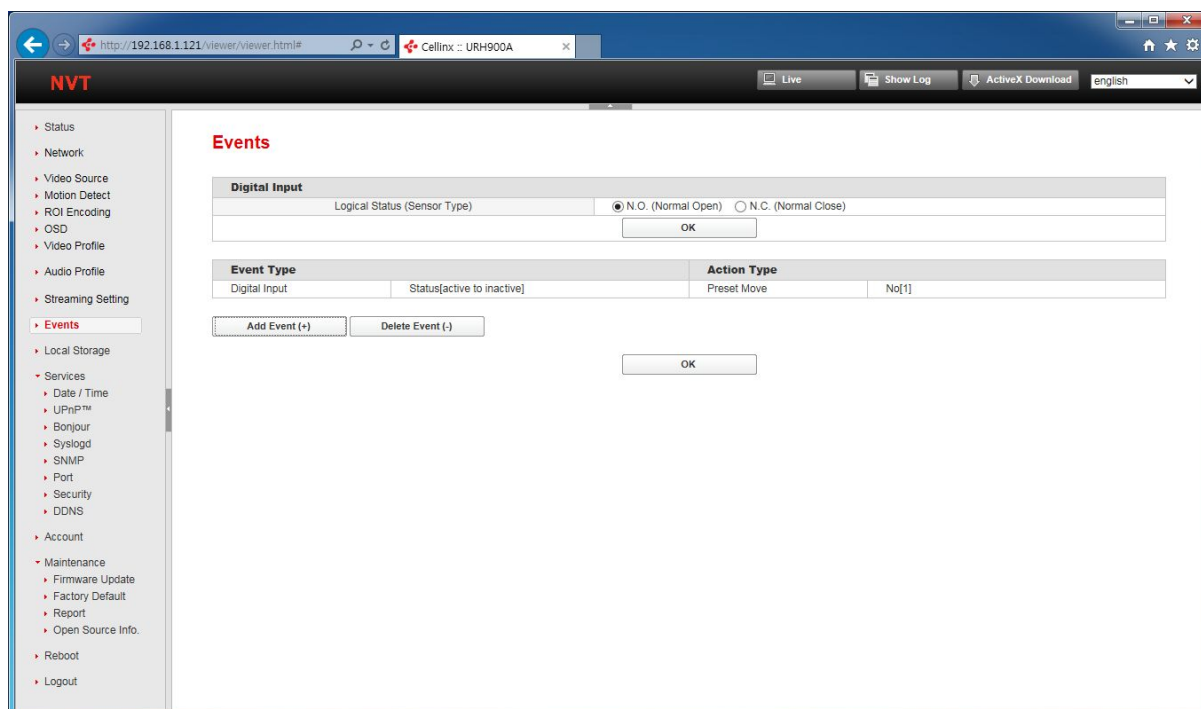 http://192.168.1.121/viewer/viewer.html#
Cellinx :: URH900A
NVT
Live
Show Log
ActiveX Download
english
Status
Network
Video Source
Motion Detect
ROI Encoding
OSD
Video Profile
Audio Profile
Streaming Setting
Events
Local Storage
Services
Date / Time
UPnP™
Bonjour
Syslogd
SNMP
Port
Security
DDNS
Account
Maintenance
Firmware Update
Factory Default
Report
Open Source Info.
Reboot
Logout
Events
Digital Input
Logical Status (Sensor Type) N.O. (Normal Open) N.C. (Normal Close)
OK
Event Type Action Type
Digital Input Status[active to inactive] Preset Move No[1]
Add Event (+) Delete Event (-)
OK